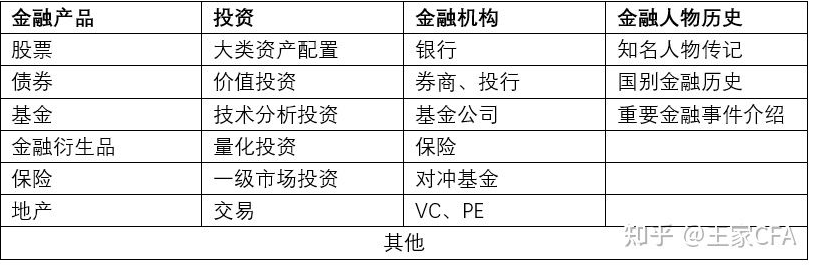 金融产品 投资 金融机构 金融人物历史
股票 大类资产配置 银行 知名人物传记
债券 价值投资 券商、投行 国别金融历史
基金 技术分析投资 基金公司 重要金融事件介绍
金融衍生品 量化投资 保险
保险 一级市场投资 对冲基金
地产 交易 VC、PE
其他
知乎 @王家CFA